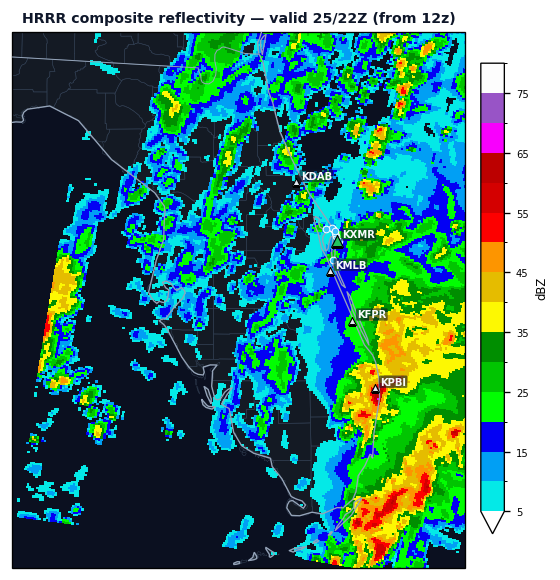 HRRR composite reflectivity — valid 25/22Z (from 12z)
75
65
55
45
35
25
15
5
dBZ
KDAB
KXMR
KMLB
KFPR
KPBI